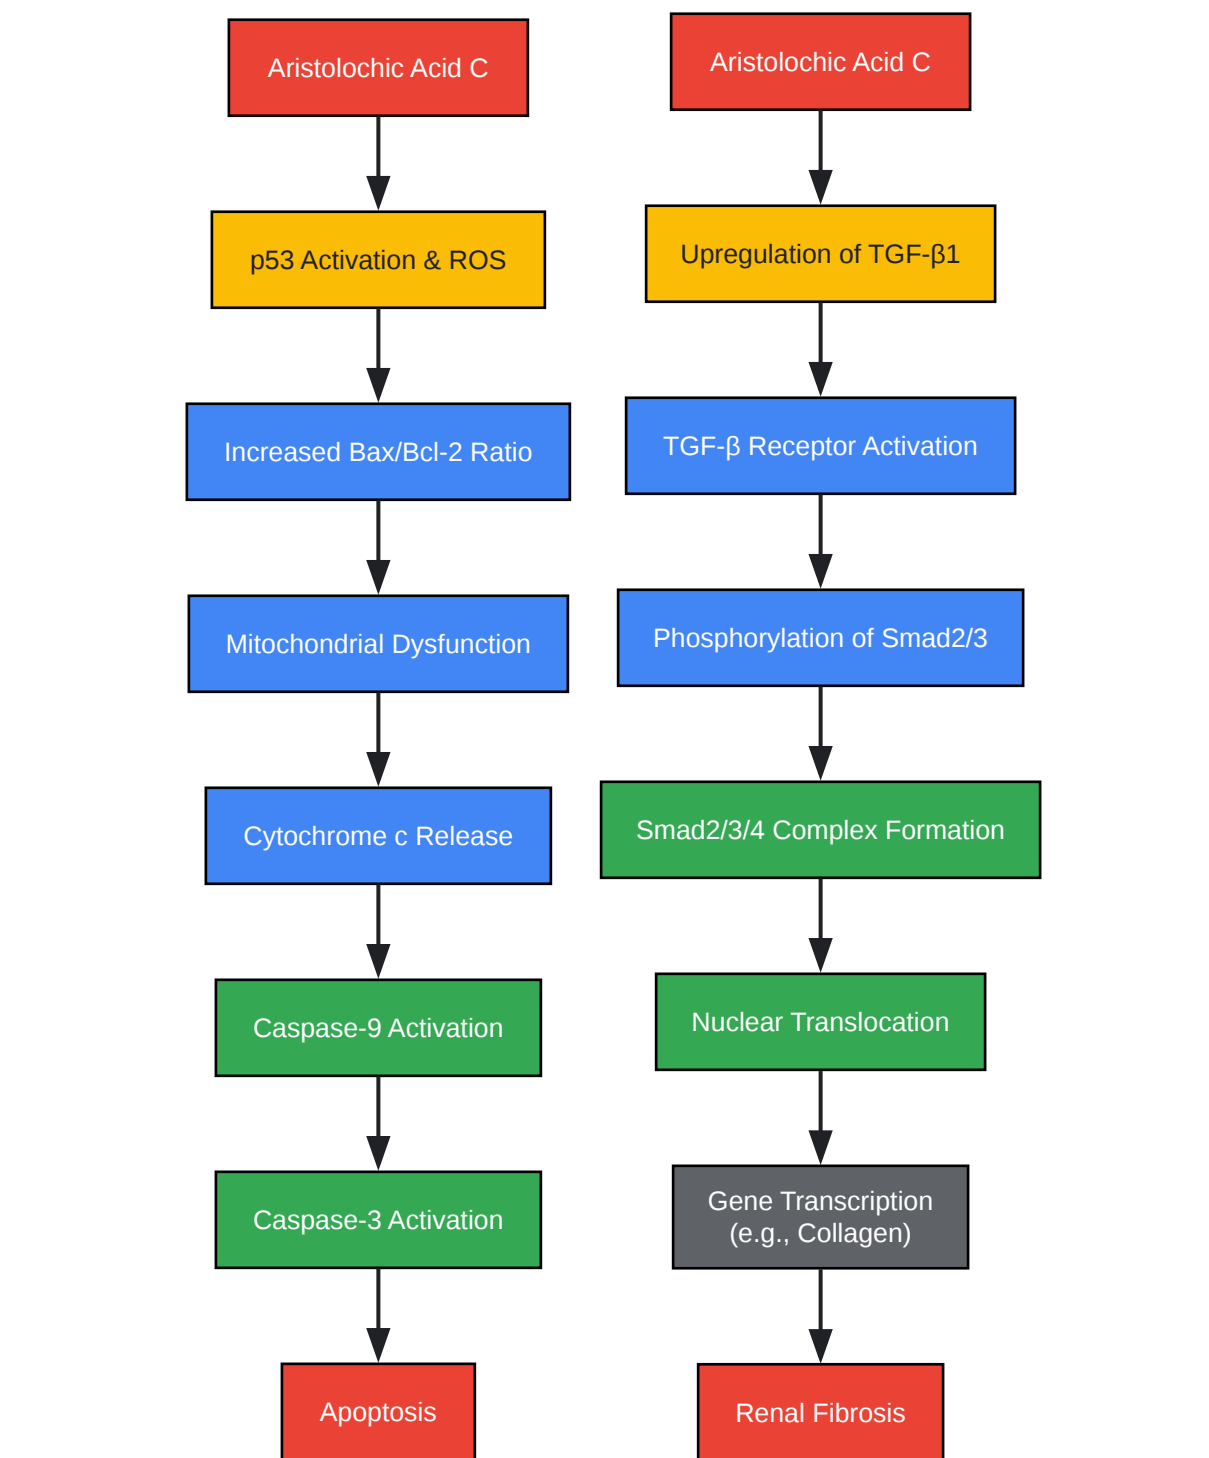 Aristolochic Acid C
p53 Activation & ROS
Increased Bax/Bcl-2 Ratio
Mitochondrial Dysfunction
Cytochrome c Release
Caspase-9 Activation
Caspase-3 Activation
Apoptosis
Aristolochic Acid C
Upregulation of TGF-β1
TGF-β Receptor Activation
Phosphorylation of Smad2/3
Smad2/3/4 Complex Formation
Nuclear Translocation
Gene Transcription
(e.g., Collagen)
Renal Fibrosis